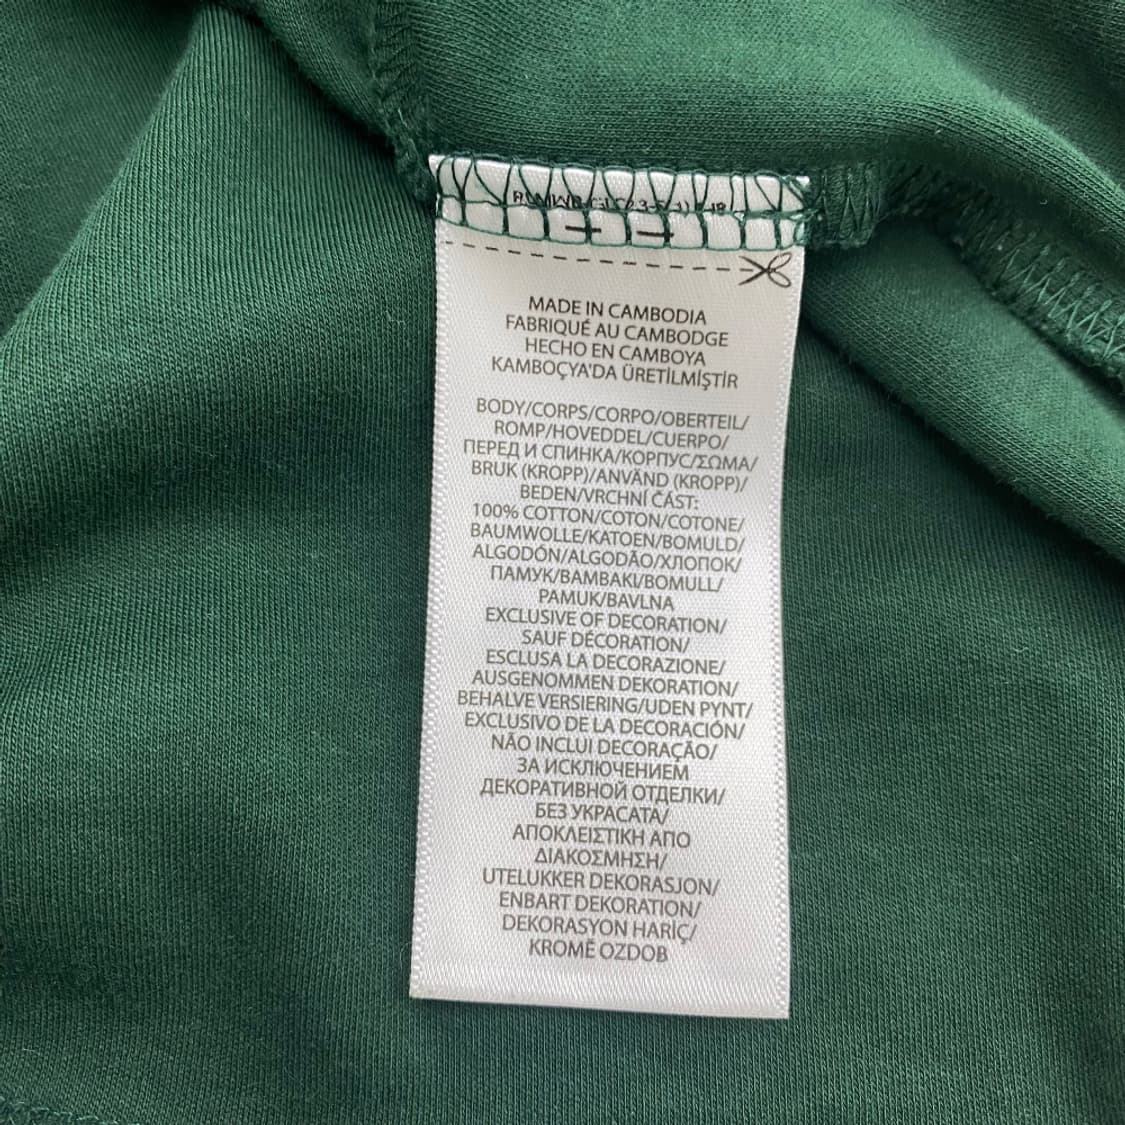 MADE IN CAMBODIA
FABRIQUÉ AU CAMBODGE
HECHO EN CAMBOYA
KAMBOÇYA'DA ÜRETİLMİŞTİR
BODY/CORPS/CORPO/OBERTEIL/
ROMP/HOVEDDEL/CUERPO/
ПЕРЕД И СПИНКА/КОРПУС/ΣΩΜΑ/
BRUK (KROPP)/ANVÄND (KROPP)/
BEDEN/VRCHNÍ ČÁST:
100% COTTON/COTON/COTONE/
BAUMWOLLE/KATOEN/BOMULD/
ALGODÓN/ALGODÃO/ХЛОПОК/
ПАМУК/ΒΑΜΒΑΚΙ/BOMULL/
PAMUK/BAVLNA
EXCLUSIVE OF DECORATION/
SAUF DÉCORATION/
ESCLUSA LA DECORAZIONE/
AUSGENOMMEN DEKORATION/
BEHALVE VERSIERING/UDEN PYNT/
EXCLUSIVO DE LA DECORACIÓN/
NÃO INCLUI DECORAÇÃO/
ЗА ИСКЛЮЧЕНИЕМ
ДЕКОРАТИВНОЙ ОТДЕЛКИ/
БЕЗ УКРАСАТА/
ΑΠΟΚΛΕΙΣΤΙΚΗ ΑΠΟ
ΔΙΑΚΟΣΜΗΣΗ/
UTELUKKER DEKORASJON/
ENBART DEKORATION/
DEKORASYON HARİÇ/
KROMĚ OZDOB